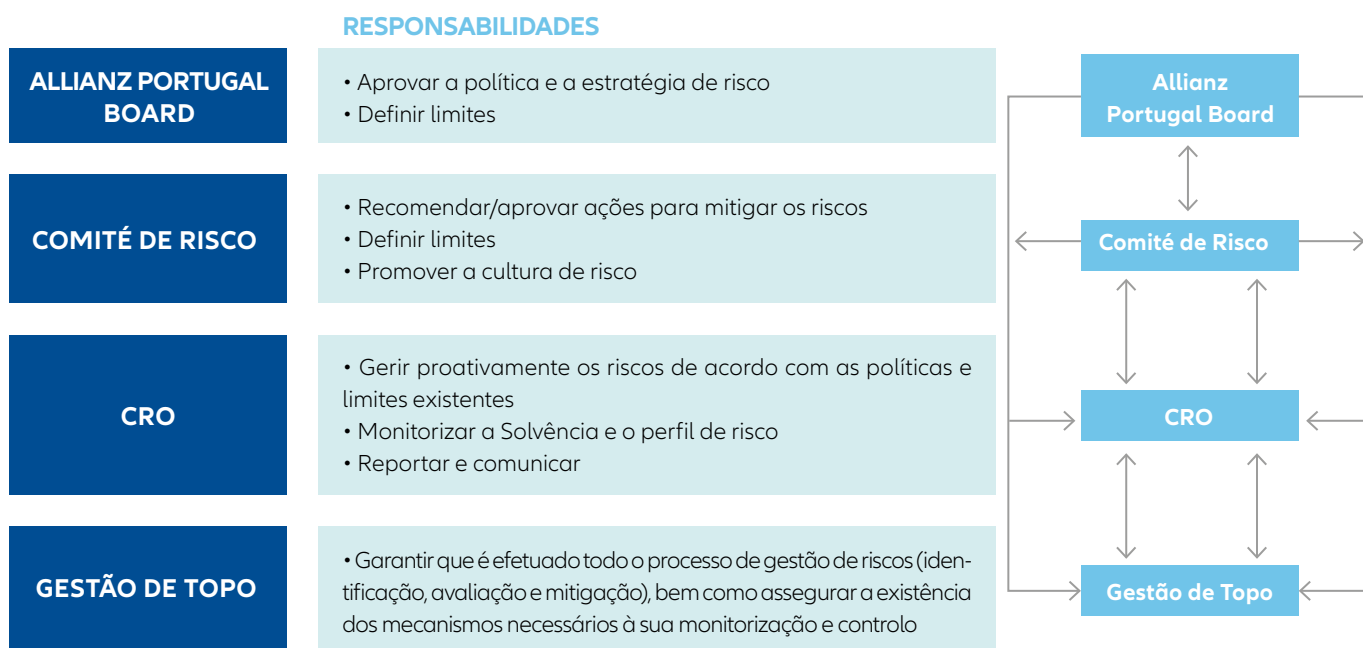 RESPONSABILIDADES
ALLIANZ PORTUGAL
BOARD
• Aprovar a política e a estratégia de risco
• Definir limites
COMITÉ DE RISCO
• Recomendar/aprovar ações para mitigar os riscos
• Definir limites
• Promover a cultura de risco
CRO
• Gerir proativamente os riscos de acordo com as políticas e
limites existentes
• Monitorizar a Solvência e o perfil de risco
• Reportar e comunicar
GESTÃO DE TOPO
• Garantir que é efetuado todo o processo de gestão de riscos (iden-
tificação, avaliação e mitigação), bem como assegurar a existência
dos mecanismos necessários à sua monitorização e controlo
Allianz
Portugal Board
Comité de Risco
CRO
Gestão de Topo